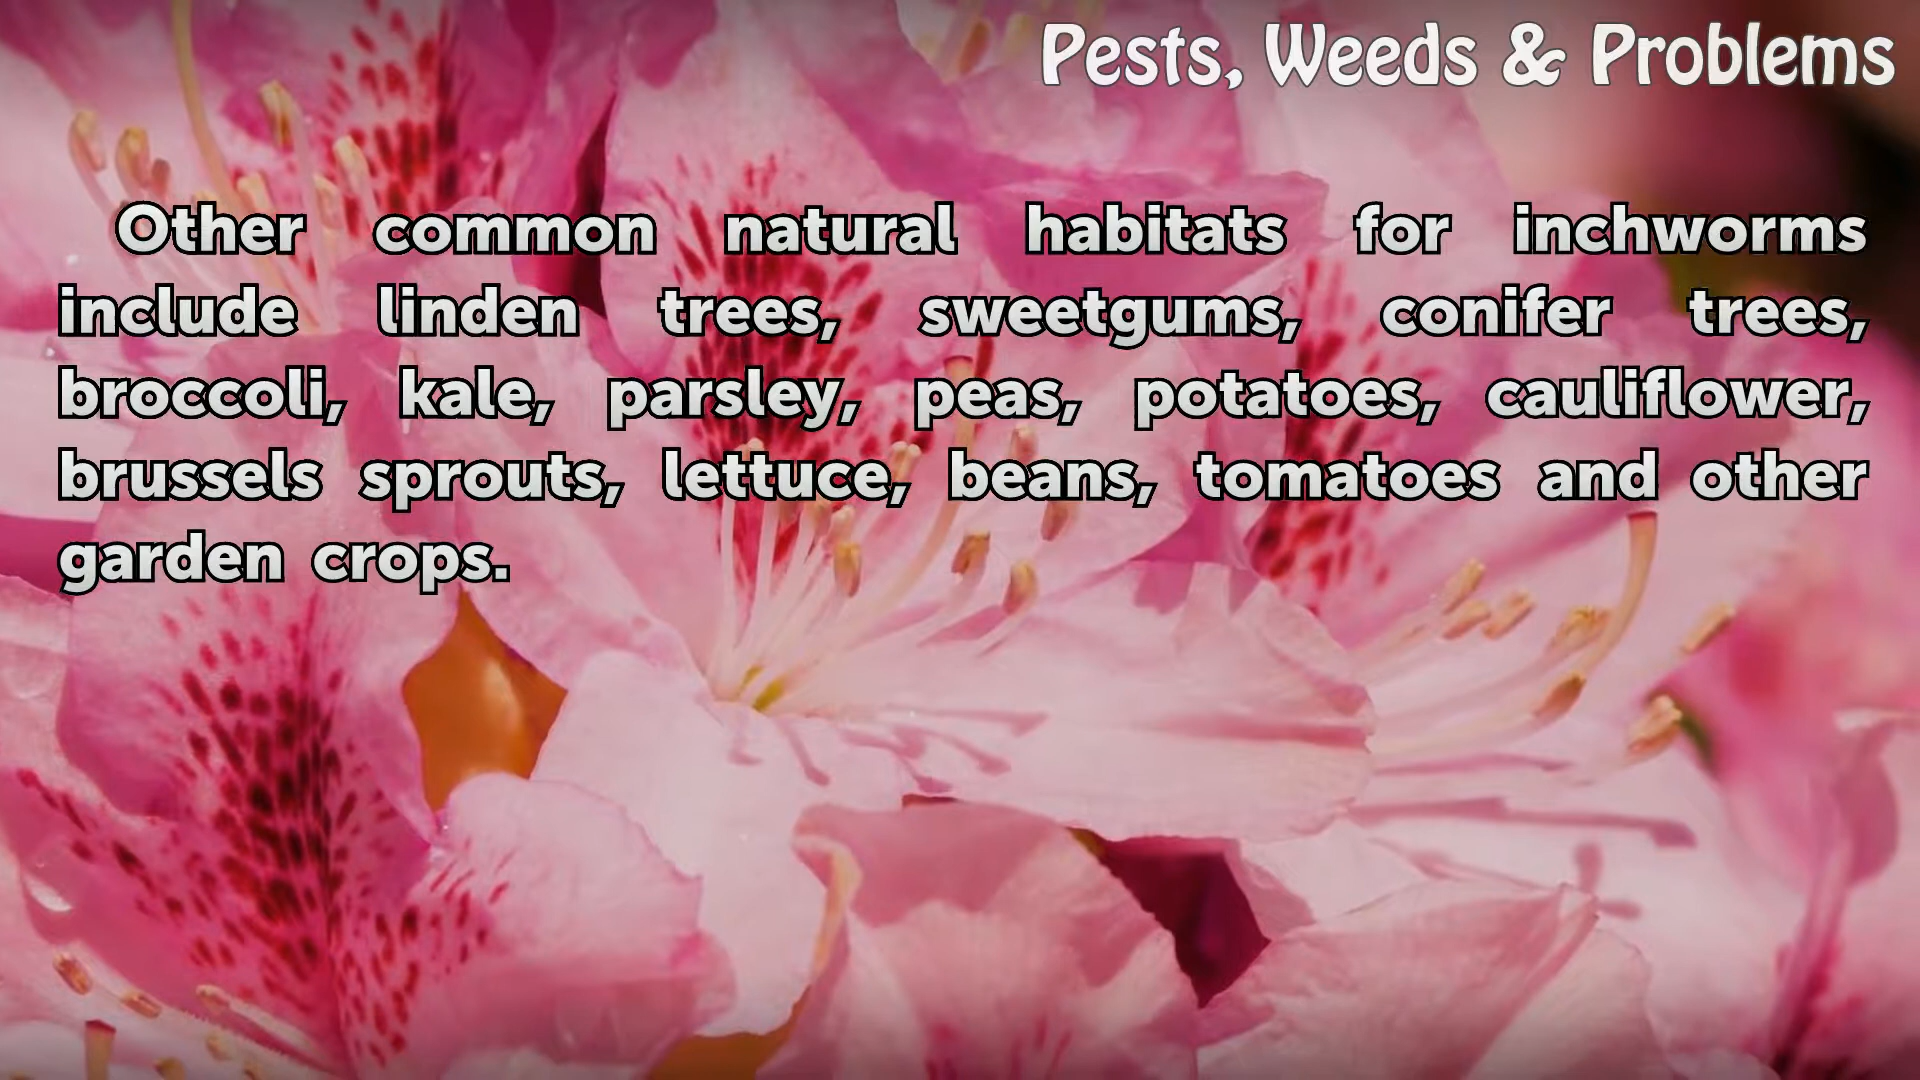 Pests, Weeds & Problems
Other common natural habitats for inchworms
include linden trees, sweetgums, conifer trees,
broccoli, kale, parsley, peas, potatoes, cauliflower,
brussels sprouts, lettuce, beans, tomatoes and other
garden crops.